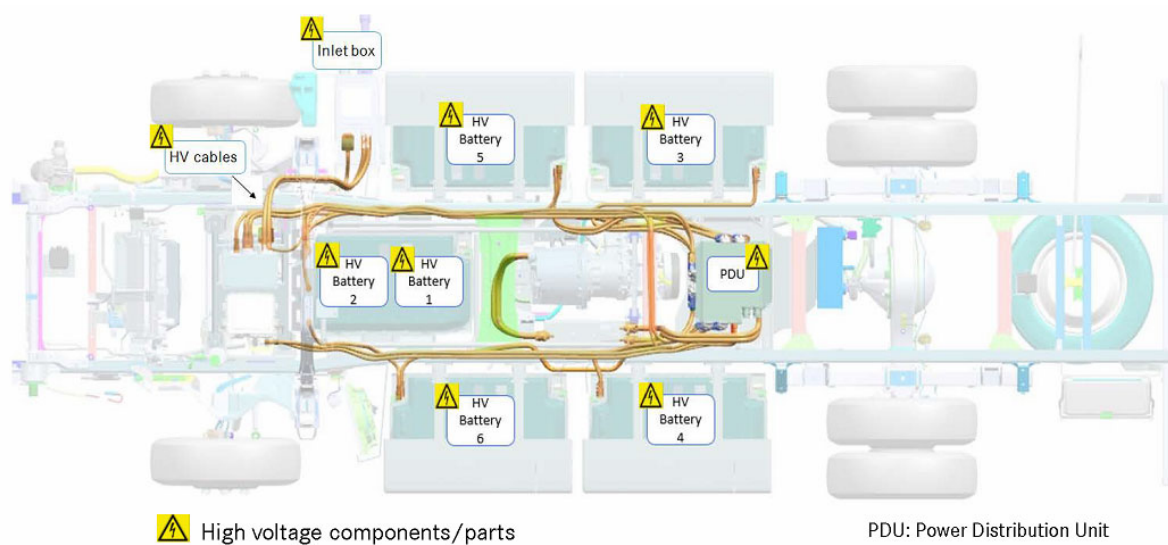 Inlet box
HV cables
HV
Battery
5
HV
Battery
3
HV
Battery
2
HV
Battery
1
PDU
HV
Battery
6
HV
Battery
4
High voltage components/parts
PDU: Power Distribution Unit